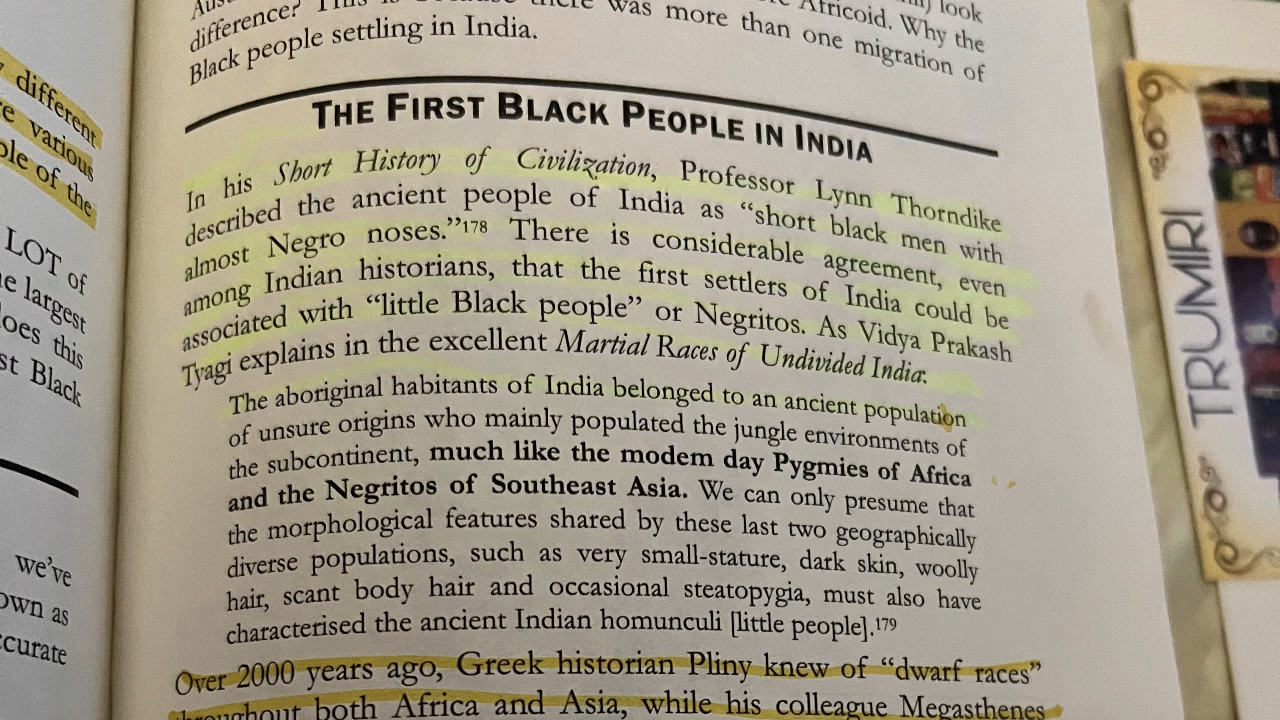 different
various
ple of the
LOT of
e largest
loes this
st Black
we've
own as
ccurate
look
difference? This is because there was more than one migration of Africoid. Why the
Black people settling in India.
THE FIRST BLACK PEOPLE IN INDIA
In his Short History of Civilization, Professor Lynn Thorndike
described the ancient people of India as “short black men with
almost Negro noses.”178 There is considerable agreement, even
among Indian historians, that the first settlers of India could be
associated with “little Black people” or Negritos. As Vidya Prakash
Tyagi explains in the excellent Martial Races of Undivided India:
The aboriginal habitants of India belonged to an ancient population
of unsure origins who mainly populated the jungle environments of
the subcontinent, much like the modem day Pygmies of Africa
and the Negritos of Southeast Asia. We can only presume that
the morphological features shared by these last two geographically
diverse populations, such as very small-stature, dark skin, woolly
hair, scant body hair and occasional steatopygia, must also have
characterised the ancient Indian homunculi [little people].179
Over 2000 years ago, Greek historian Pliny knew of “dwarf races”
throughout both Africa and Asia, while his colleague Megasthenes
TRUMIRI